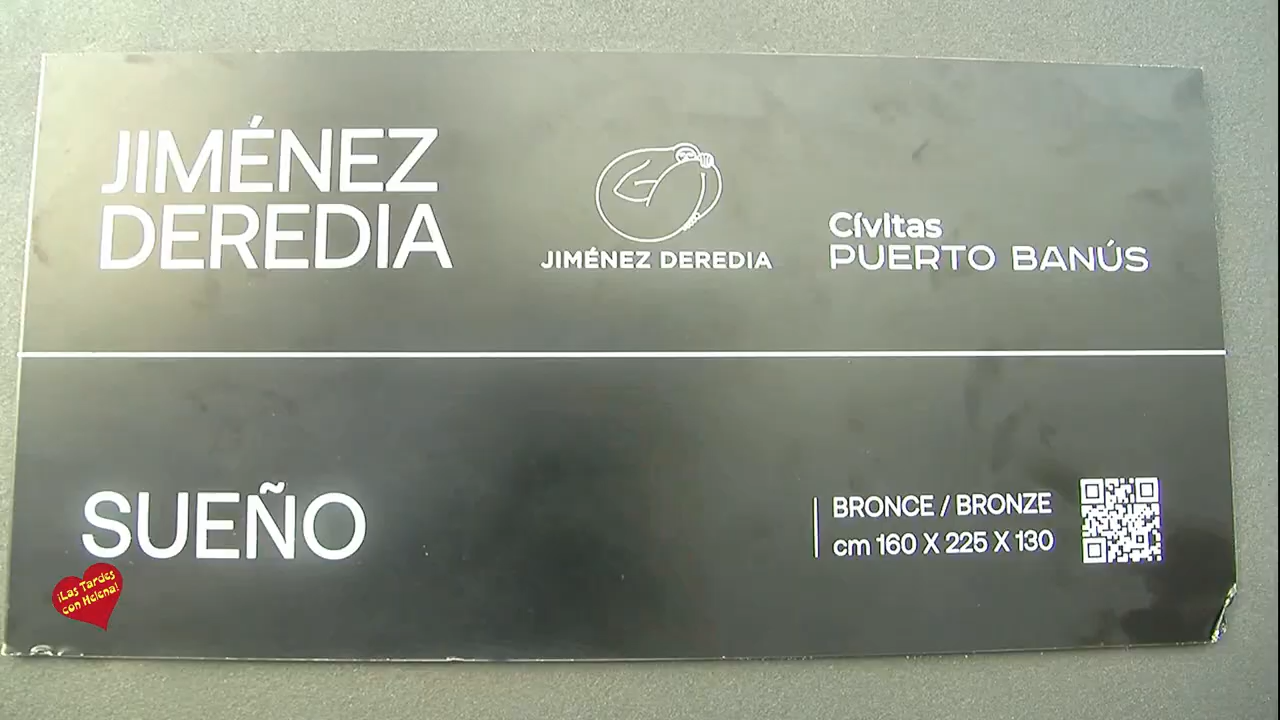 JIMÉNEZ
DEREDIA
JIMÉNEZ DEREDIA
Cívitas
PUERTO BANÚS
SUEÑO
BRONCE / BRONZE
cm 160 X 225 X 130
¡Las Tardes
con Helena!